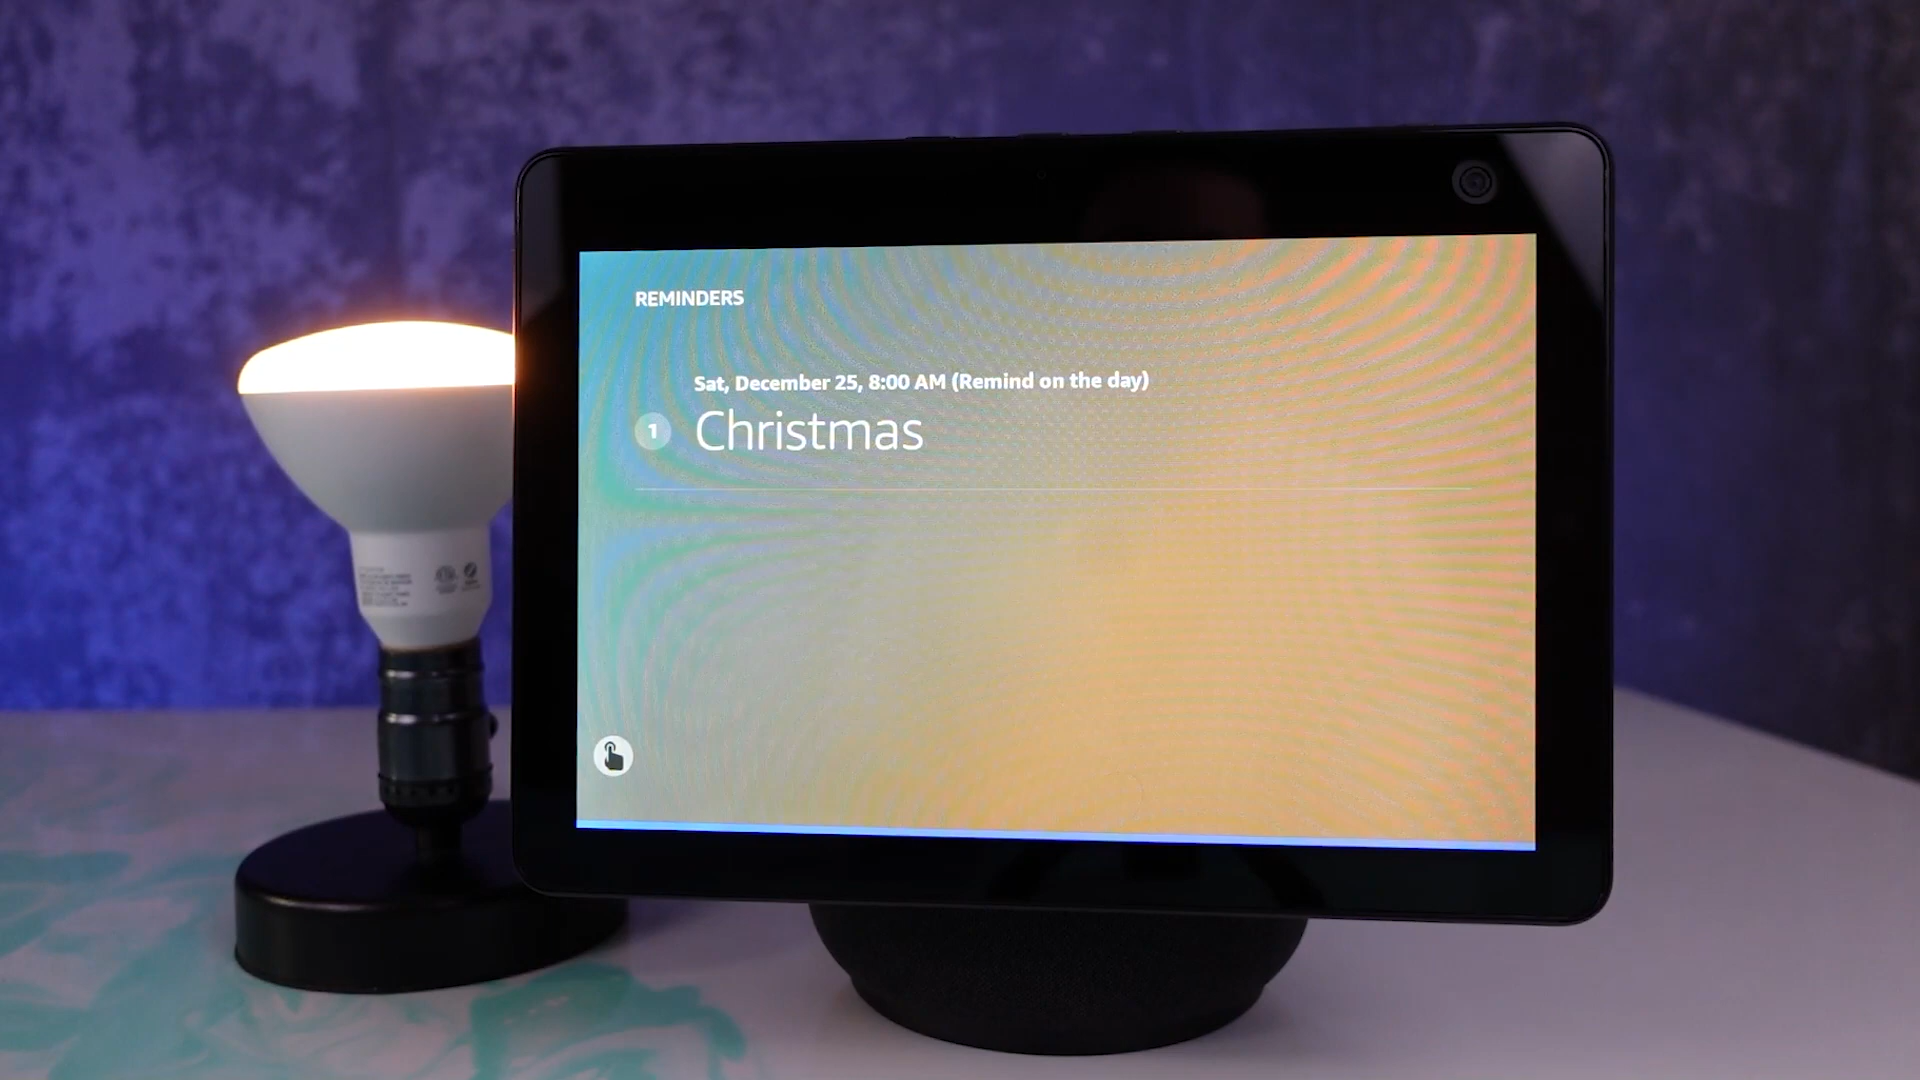 REMINDERS
Sat, December 25, 8:00 AM (Remind on the day)
1
Christmas